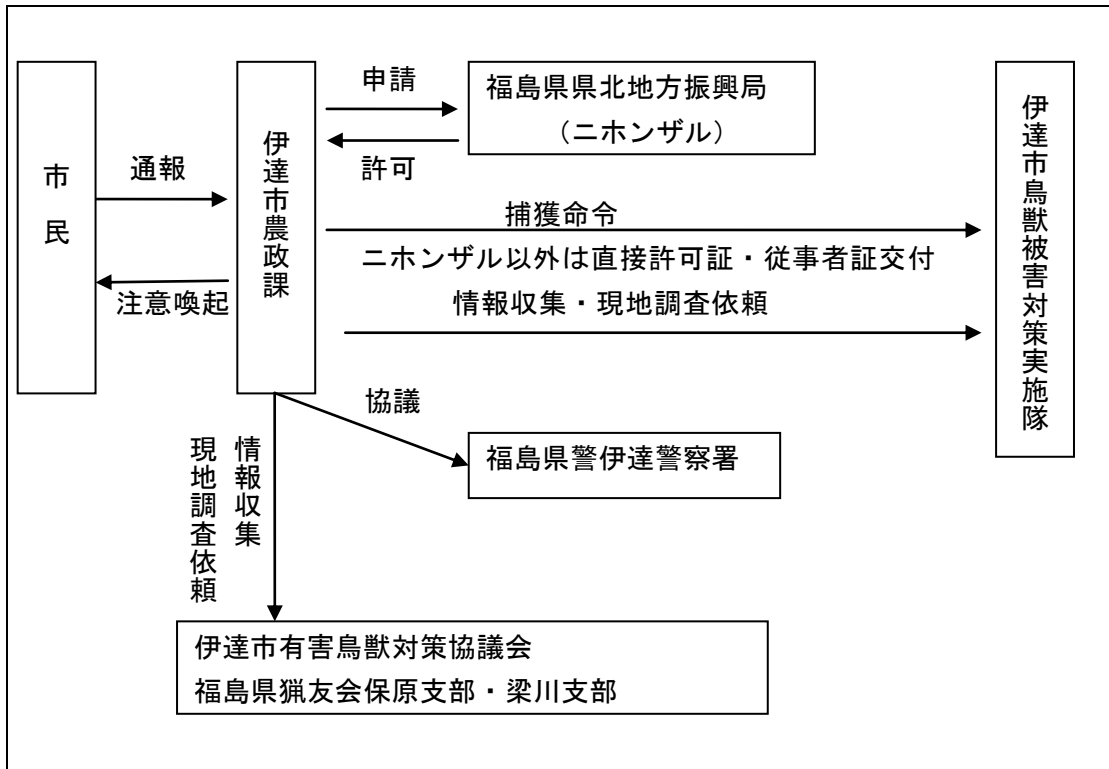 市民
通報
注意喚起
伊達市農政課
申請
許可
福島県県北地方振興局
（ニホンザル）
捕獲命令
ニホンザル以外は直接許可証・従事者証交付
情報収集・現地調査依頼
伊達市鳥獣被害対策実施隊
協議
福島県警伊達警察署
情報収集
現地調査依頼
伊達市有害鳥獣対策協議会
福島県猟友会保原支部・梁川支部